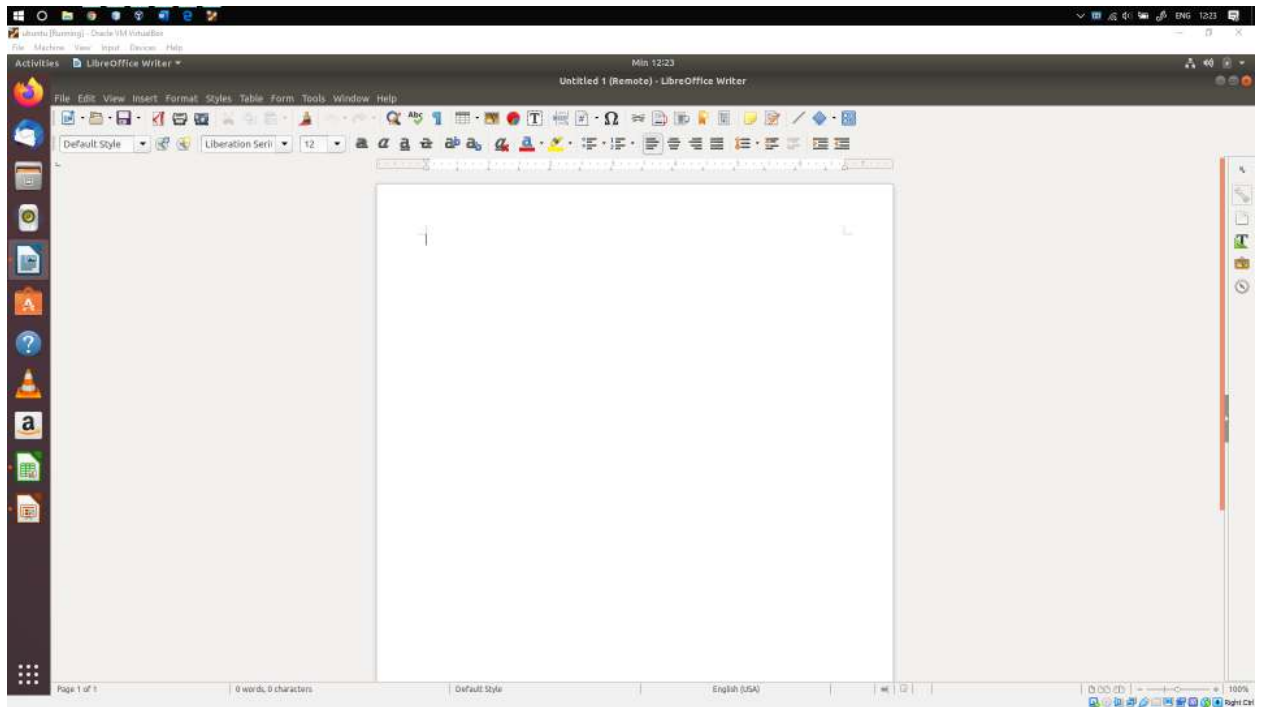 ENG 12:23
ubuntu [Running] - Oracle VM VirtualBox
File Machine View Input Devices Help
Activities LibreOffice Writer Min 12:23
Untitled 1 (Remote) - LibreOffice Writer
File Edit View Insert Format Styles Table Form Tools Window Help
Default Style Liberation Seri 12
Page 1 of 1 0 words, 0 characters Default Style English (USA) 100%
Right Ctrl